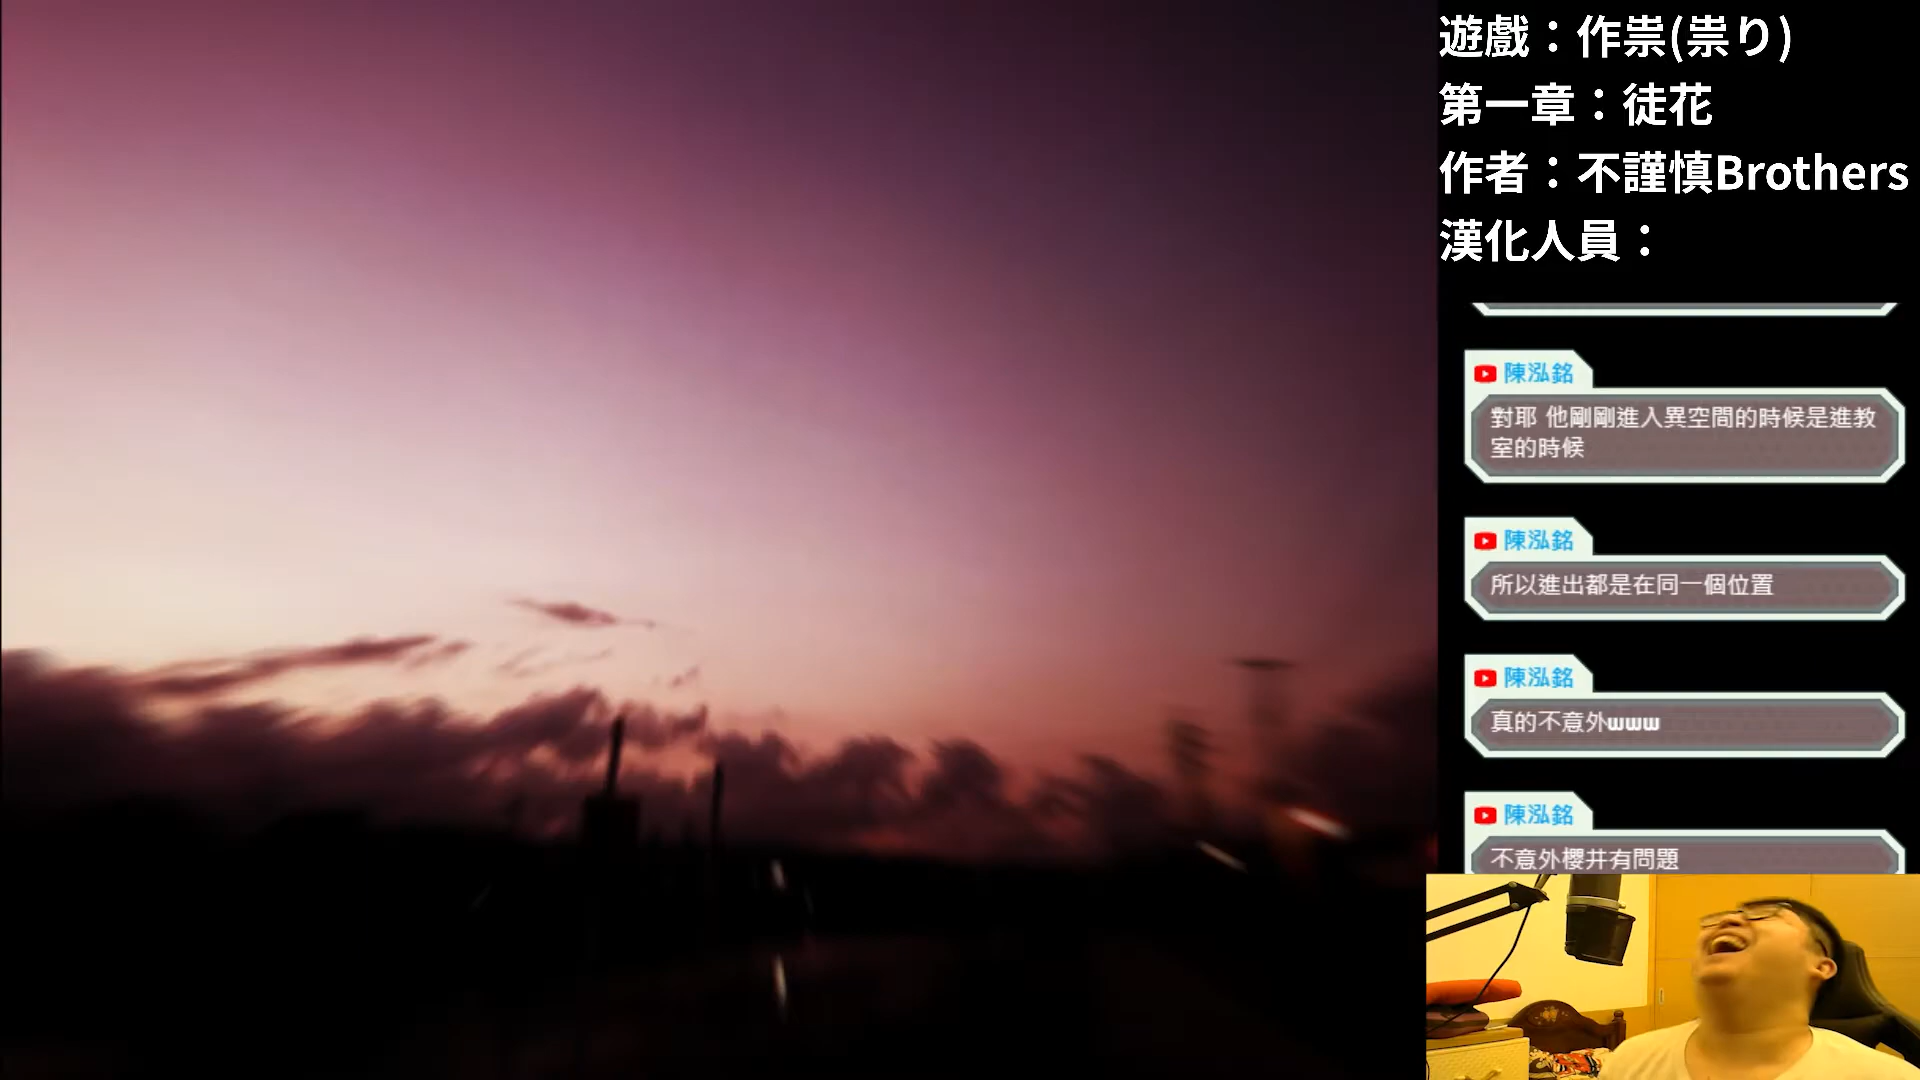 遊戲：作祟(祟り)
第一章：徒花
作者：不謹慎Brothers
漢化人員：
陳泓銘
對耶 他剛剛進入異空間的時候是進教
室的時候
陳泓銘
所以進出都是在同一個位置
陳泓銘
真的不意外www
陳泓銘
不意外櫻井有問題